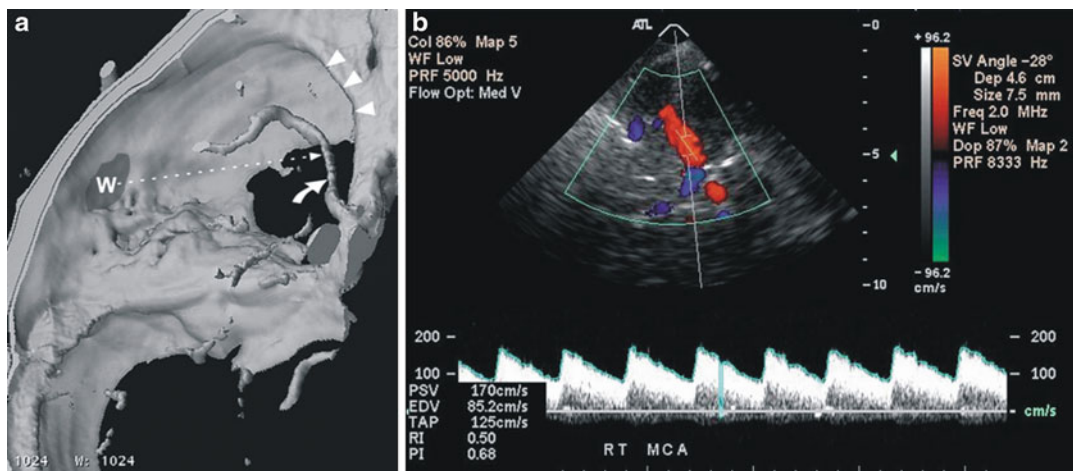 a
W
1024 W: 1024
b
Col 86% Map 5
WF Low
PRF 5000 Hz
Flow Opt: Med V
ATL
0
5
10
+ 96.2
- 96.2
cm/s
SV Angle -28°
Dep 4.6 cm
Size 7.5 mm
Freq 2.0 MHz
WF Low
Dop 87% Map 2
PRF 8333 Hz
200
100
200
100
cm/s
PSV 170cm/s
EDV 85.2cm/s
TAP 125cm/s
RI 0.50
PI 0.68
RT MCA